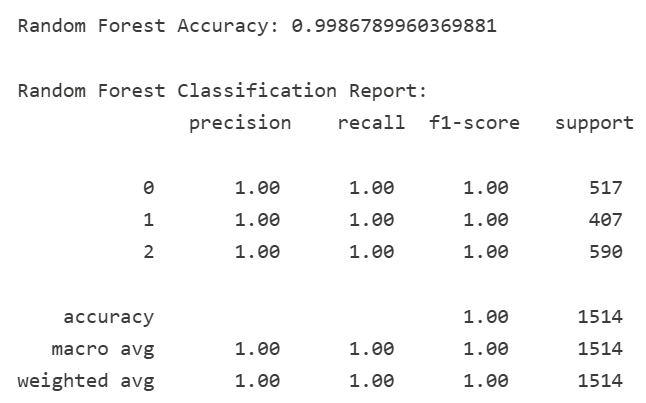 Random Forest Accuracy: 0.9986789960369881
Random Forest Classification Report:
precision recall f1-score support
0 1.00 1.00 1.00 517
1 1.00 1.00 1.00 407
2 1.00 1.00 1.00 590
accuracy 1.00 1514
macro avg 1.00 1.00 1.00 1514
weighted avg 1.00 1.00 1.00 1514